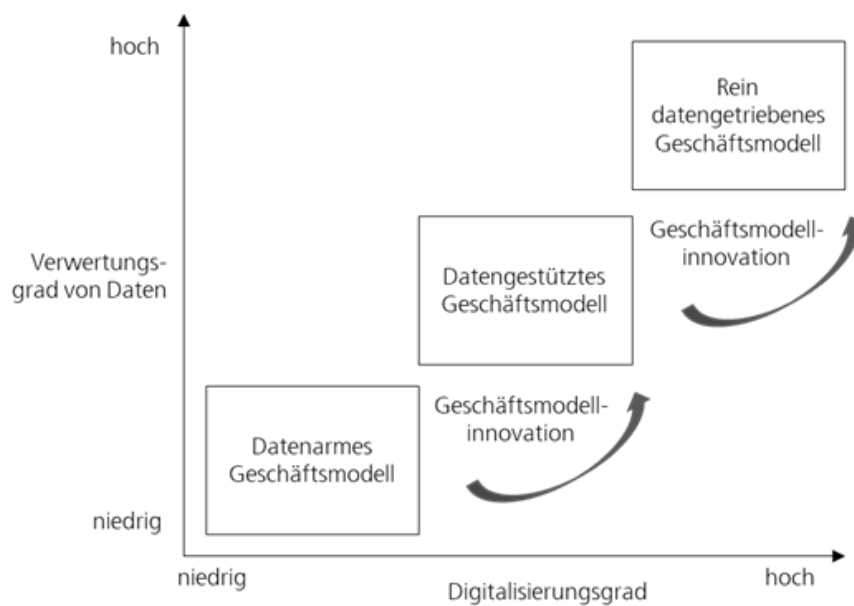 hoch
Rein
datengetriebenes
Geschäftsmodell
Geschäftsmodell-
innovation
Verwertungs-
grad von Daten
Datengestütztes
Geschäftsmodell
Geschäftsmodell-
innovation
Datenarmes
Geschäftsmodell
niedrig
niedrig
Digitalisierungsgrad
hoch